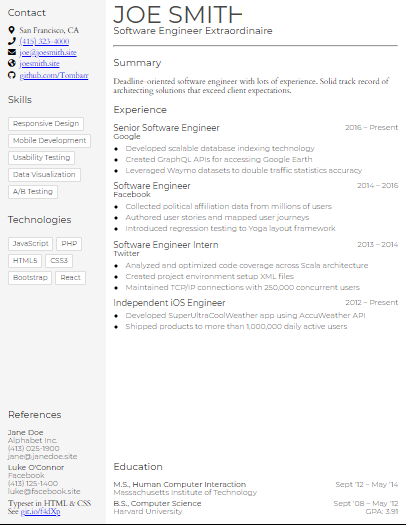 Contact
San Francisco, CA
(415) 323-4000
joe@joesmith.site
joesmith.site
github.com/Tombarr
Skills
Responsive Design
Mobile Development
Usability Testing
Data Visualization
A/B Testing
Technologies
JavaScript PHP
HTML5 CSS3
Bootstrap React
References
Jane Doe
Alphabet Inc.
(413) 025-1900
jane@janedoe.site
Luke O'Connor
Facebook
(413) 125-1400
luke@facebook.site
Typeset in HTML & CSS
See git.io/f4dXp
JOE SMITH
Software Engineer Extraordinaire
Summary
Deadline-oriented software engineer with lots of experience. Solid track record of
architecting solutions that exceed client expectations.
Experience
Senior Software Engineer 2016 – Present
Google
Developed scalable database indexing technology
Created GraphQL APIs for accessing Google Earth
Leveraged Waymo datasets to double traffic statistics accuracy
Software Engineer 2014 – 2016
Facebook
Collected political affiliation data from millions of users
Authored user stories and mapped user journeys
Introduced regression testing to Yoga layout framework
Software Engineer Intern 2013 – 2014
Twitter
Analyzed and optimized code coverage across Scala architecture
Created project environment setup XML files
Maintained TCP/IP connections with 250,000 concurrent users
Independent iOS Engineer 2012 – Present
Developed SuperUltraCoolWeather app using AccuWeather API
Shipped products to more than 1,000,000 daily active users
Education
M.S., Human Computer Interaction Sept '12 – May '14
Massachusetts Institute of Technology
B.S., Computer Science Sept '08 – May '12
Harvard University GPA: 3.91